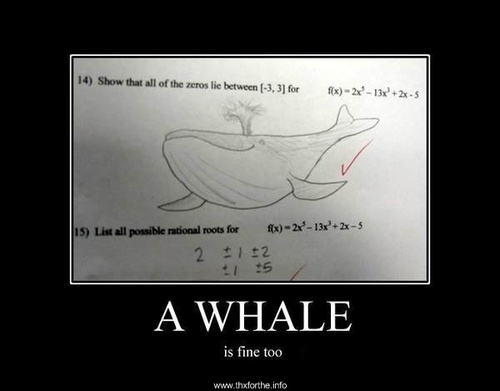 14) Show that all of the zeros lie between [-3, 3] for f(x) = 2x⁵ – 13x³ + 2x - 5
15) List all possible rational roots for f(x) = 2x⁵ – 13x³ + 2x – 5
2 ±1 ±2
±1 ±5
A WHALE
is fine too
www.thxforthe.info